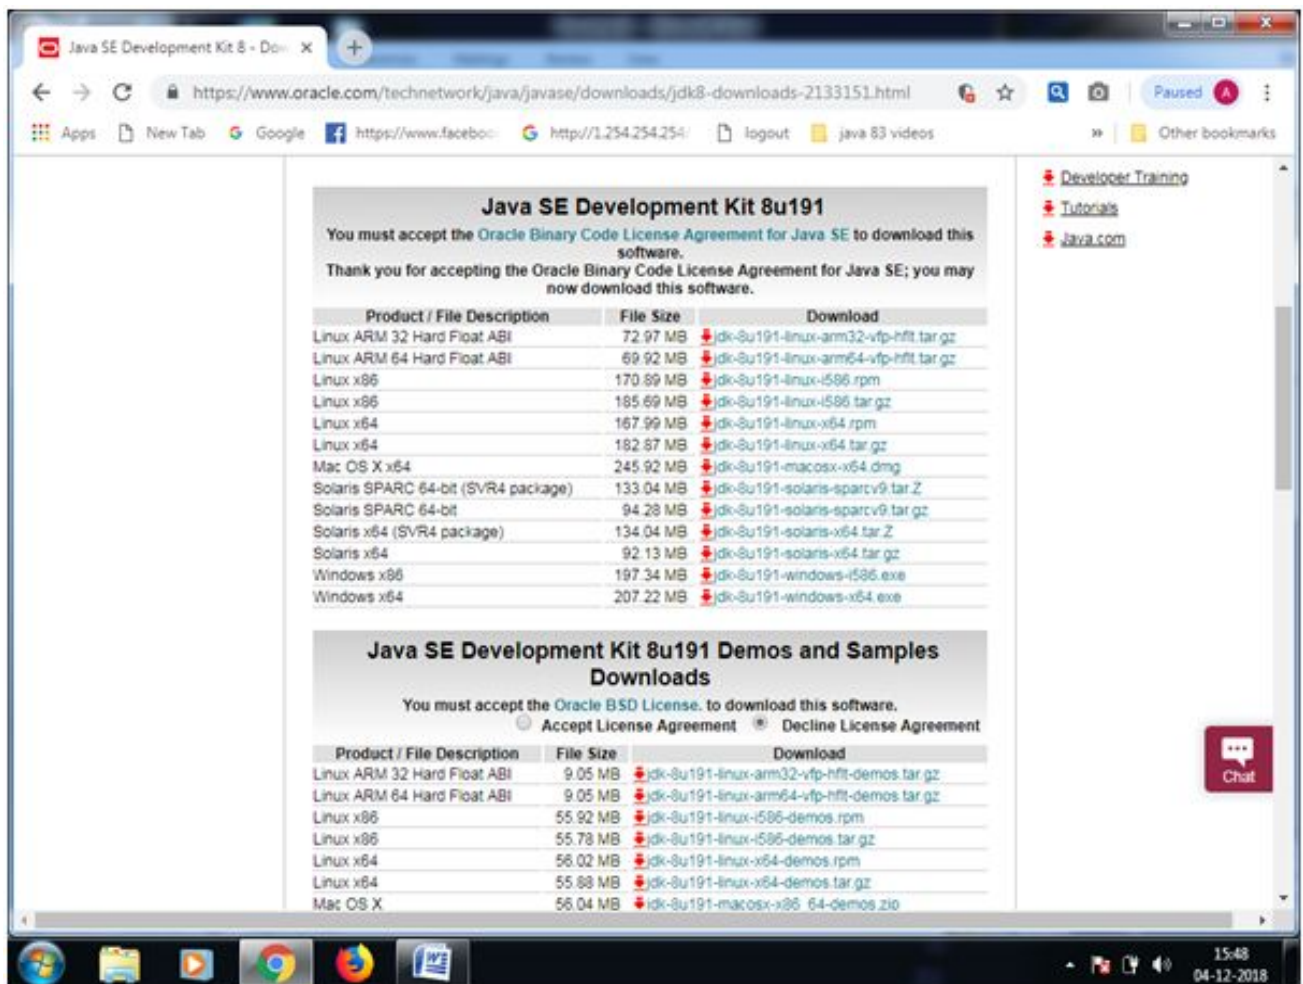 Java SE Development Kit 8 - Dow
https://www.oracle.com/technetwork/java/javase/downloads/jdk8-downloads-2133151.html
Paused A
Apps New Tab Google https://www.faceboo http://1.254.254.254/ logout java 83 videos » Other bookmarks
Developer Training
Tutorials
Java.com
Java SE Development Kit 8u191
You must accept the Oracle Binary Code License Agreement for Java SE to download this
software.
Thank you for accepting the Oracle Binary Code License Agreement for Java SE; you may
now download this software.
Product / File Description File Size Download
Linux ARM 32 Hard Float ABI 72.97 MB jdk-8u191-linux-arm32-vfp-hflt.tar.gz
Linux ARM 64 Hard Float ABI 69.92 MB jdk-8u191-linux-arm64-vfp-hflt.tar.gz
Linux x86 170.89 MB jdk-8u191-linux-i586.rpm
Linux x86 185.69 MB jdk-8u191-linux-i586.tar.gz
Linux x64 167.99 MB jdk-8u191-linux-x64.rpm
Linux x64 182.87 MB jdk-8u191-linux-x64.tar.gz
Mac OS X x64 245.92 MB jdk-8u191-macosx-x64.dmg
Solaris SPARC 64-bit (SVR4 package) 133.04 MB jdk-8u191-solaris-sparcv9.tar.Z
Solaris SPARC 64-bit 94.28 MB jdk-8u191-solaris-sparcv9.tar.gz
Solaris x64 (SVR4 package) 134.04 MB jdk-8u191-solaris-x64.tar.Z
Solaris x64 92.13 MB jdk-8u191-solaris-x64.tar.gz
Windows x86 197.34 MB jdk-8u191-windows-i586.exe
Windows x64 207.22 MB jdk-8u191-windows-x64.exe
Java SE Development Kit 8u191 Demos and Samples
Downloads
You must accept the Oracle BSD License. to download this software.
Accept License Agreement Decline License Agreement
Product / File Description File Size Download
Linux ARM 32 Hard Float ABI 9.05 MB jdk-8u191-linux-arm32-vfp-hflt-demos.tar.gz
Linux ARM 64 Hard Float ABI 9.05 MB jdk-8u191-linux-arm64-vfp-hflt-demos.tar.gz
Linux x86 55.92 MB jdk-8u191-linux-i586-demos.rpm
Linux x86 55.78 MB jdk-8u191-linux-i586-demos.tar.gz
Linux x64 56.02 MB jdk-8u191-linux-x64-demos.rpm
Linux x64 55.88 MB jdk-8u191-linux-x64-demos.tar.gz
Mac OS X 56.04 MB jdk-8u191-macosx-x86_64-demos.zip
Chat
15:48
04-12-2018